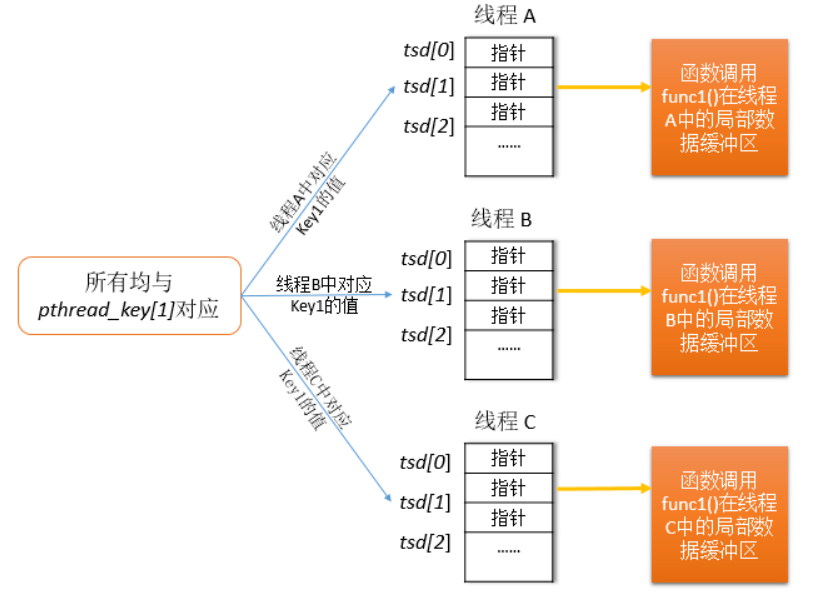 线程 A
tsd[0]
指针
tsd[1]
指针
tsd[2]
指针
......
函数调用
func1()在线程
A中的局部数
据缓冲区
线程A中对应
Key1的值
线程 B
tsd[0]
指针
tsd[1]
指针
tsd[2]
指针
......
函数调用
func1()在线程
B中的局部数
据缓冲区
所有均与
pthread_key[1]对应
线程B中对应
Key1的值
线程C中对应
Key1的值
线程 C
tsd[0]
指针
tsd[1]
指针
tsd[2]
指针
......
函数调用
func1()在线程
C中的局部数
据缓冲区